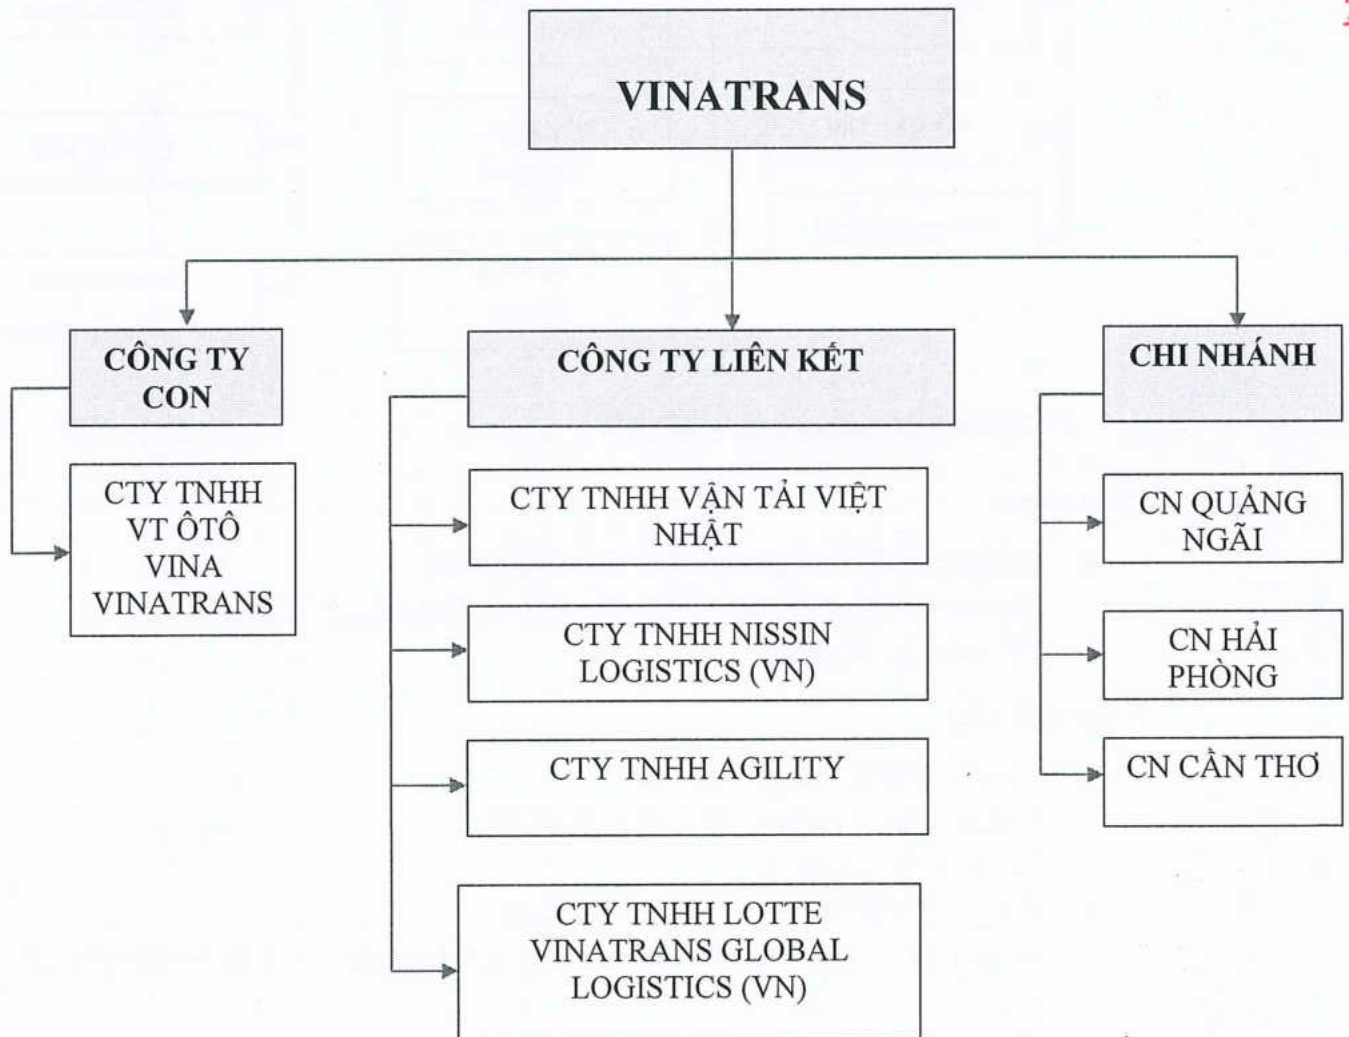 VINATRANS
CÔNG TY
CON
CÔNG TY LIÊN KẾT
CHI NHÁNH
CTY TNHH
VT ÔTÔ
VINA
VINATRANS
CTY TNHH VẬN TẢI VIỆT
NHẬT
CTY TNHH NISSIN
LOGISTICS (VN)
CTY TNHH AGILITY
CTY TNHH LOTTE
VINATRANS GLOBAL
LOGISTICS (VN)
CN QUẢNG
NGÃI
CN HẢI
PHÒNG
CN CẦN THƠ